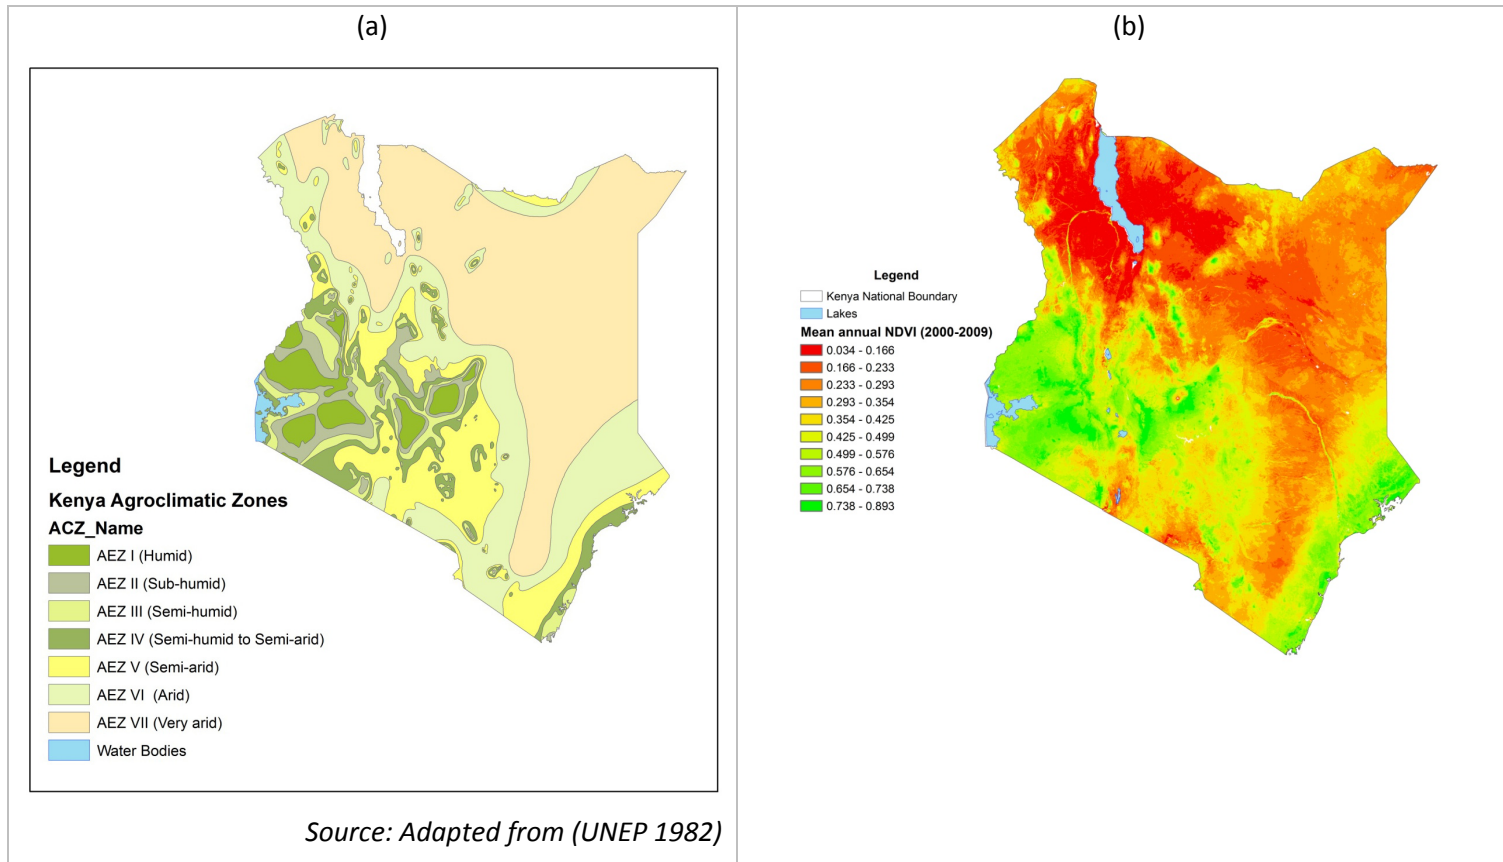 (a)
Legend
Kenya Agroclimatic Zones
ACZ_Name
AEZ I (Humid)
AEZ II (Sub-humid)
AEZ III (Semi-humid)
AEZ IV (Semi-humid to Semi-arid)
AEZ V (Semi-arid)
AEZ VI (Arid)
AEZ VII (Very arid)
Water Bodies
Source: Adapted from (UNEP 1982)
(b)
Legend
Kenya National Boundary
Lakes
Mean annual NDVI (2000-2009)
0.034 - 0.166
0.166 - 0.233
0.233 - 0.293
0.293 - 0.354
0.354 - 0.425
0.425 - 0.499
0.499 - 0.576
0.576 - 0.654
0.654 - 0.738
0.738 - 0.893